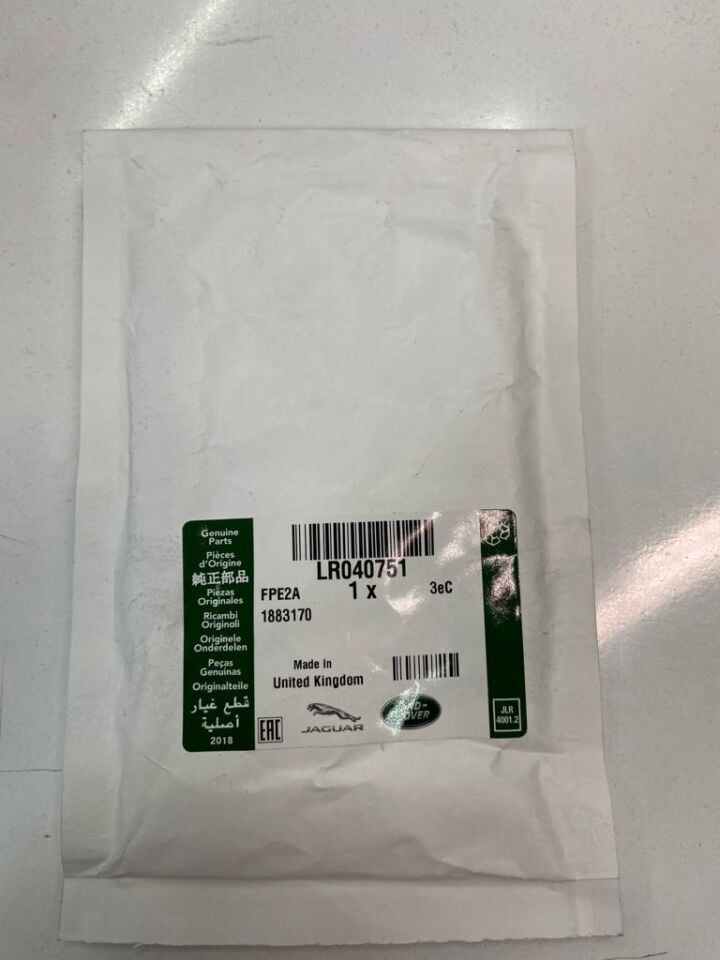 Genuine
Parts
Pièces
d'Origine
純正部品
Piezas
Originales
Ricambi
Originali
Originele
Onderdelen
Peças
Genuinas
Originalteile
قطع غيار
أصلية
2018
LR040751
FPE2A
1 x
3eC
1883170
Made In
United Kingdom
EAC
JAGUAR
LAND-
ROVER
JLR
4001.2